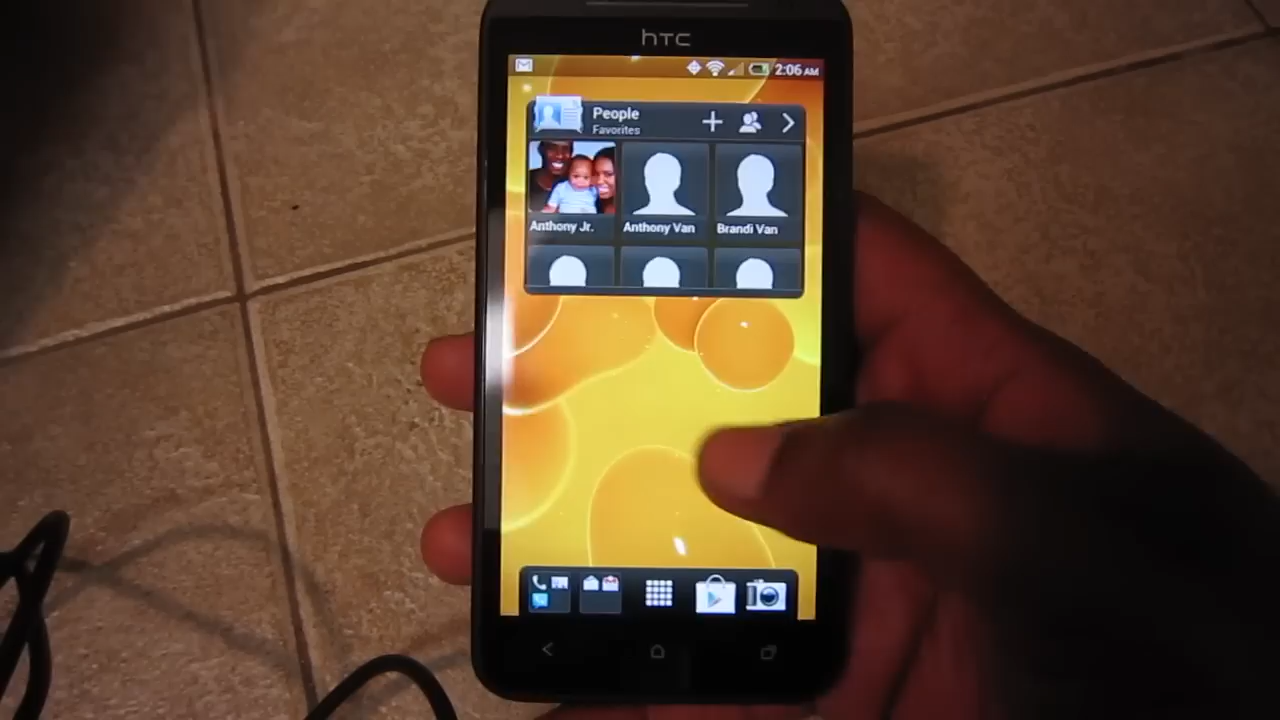 hTC
2:06 AM
People
Favorites
Anthony Jr.
Anthony Van
Brandi Van